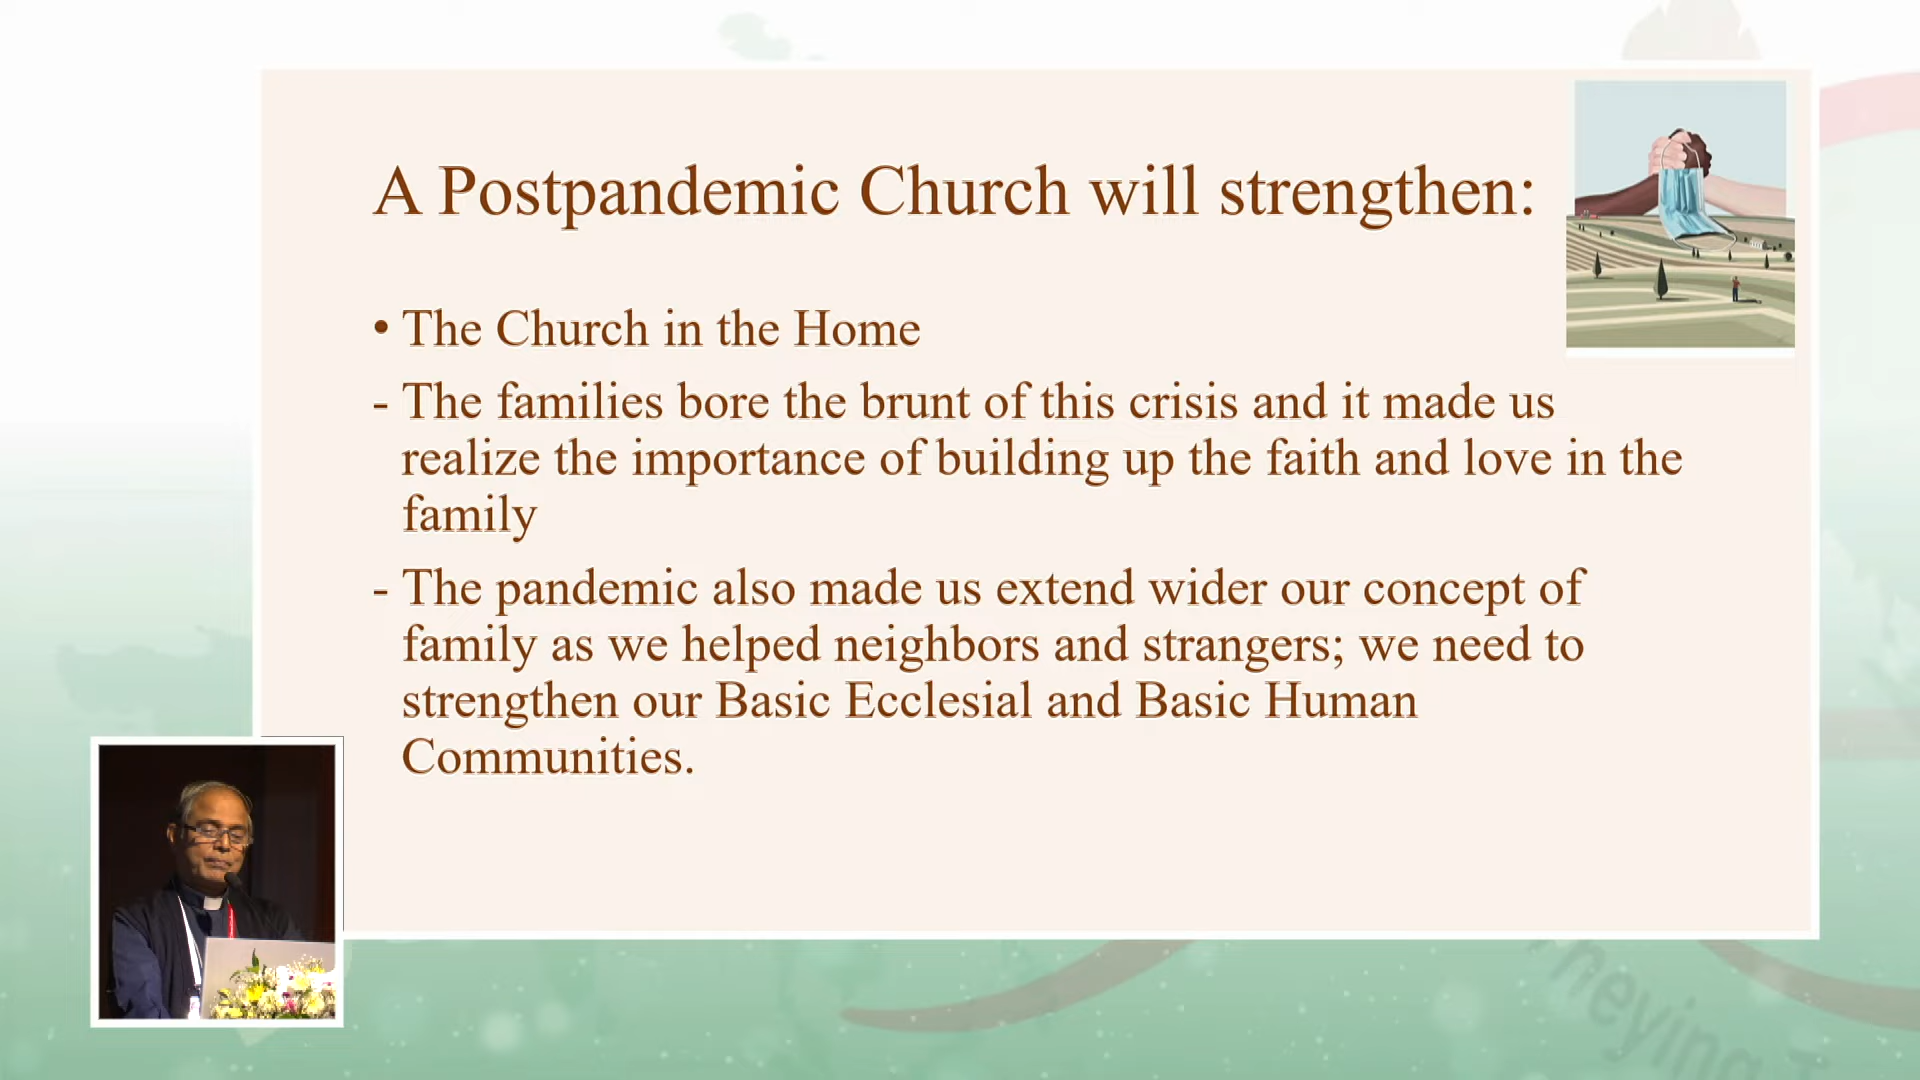 A Postpandemic Church will strengthen:
• The Church in the Home
- The families bore the brunt of this crisis and it made us
realize the importance of building up the faith and love in the
family
- The pandemic also made us extend wider our concept of
family as we helped neighbors and strangers; we need to
strengthen our Basic Ecclesial and Basic Human
Communities.